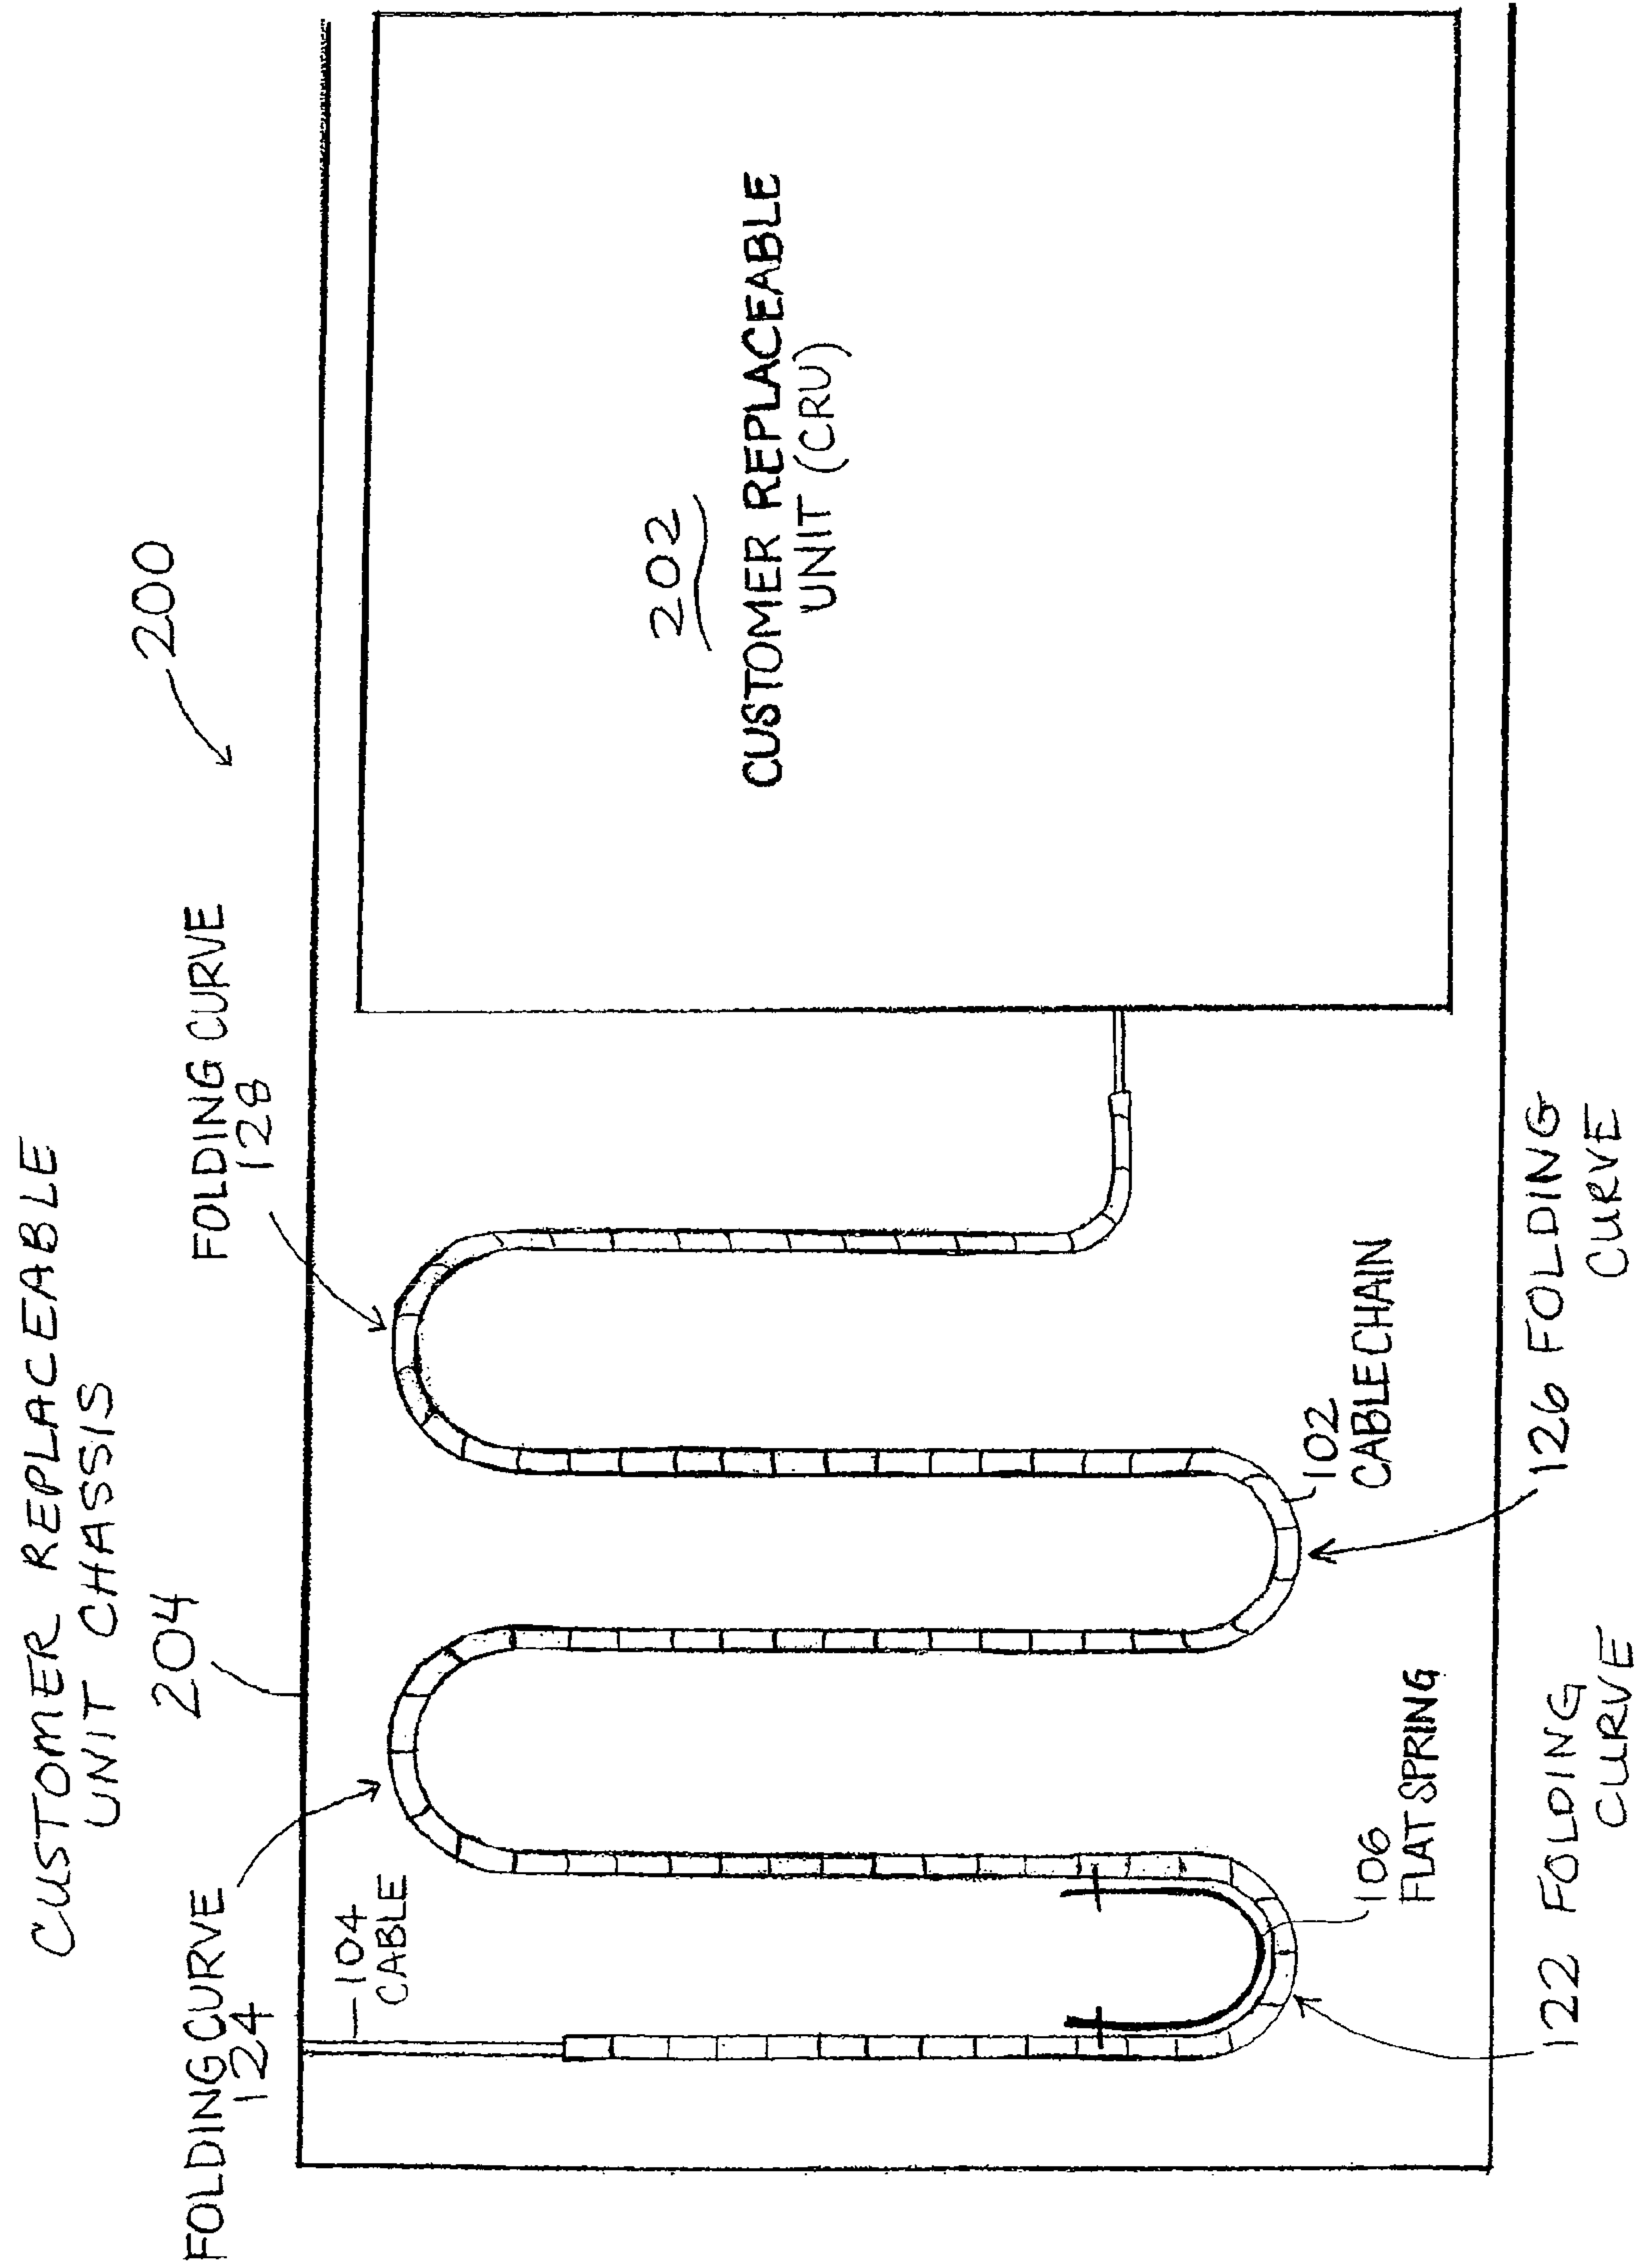 CUSTOMER REPLACEABLE
UNIT CHASSIS
204
200
FOLDING CURVE
124
FOLDING CURVE
128
104
CABLE
202
CUSTOMER REPLACEABLE
UNIT (CRU)
106
FLAT SPRING
102
CABLE CHAIN
122 FOLDING
CURVE
126 FOLDING
CURVE